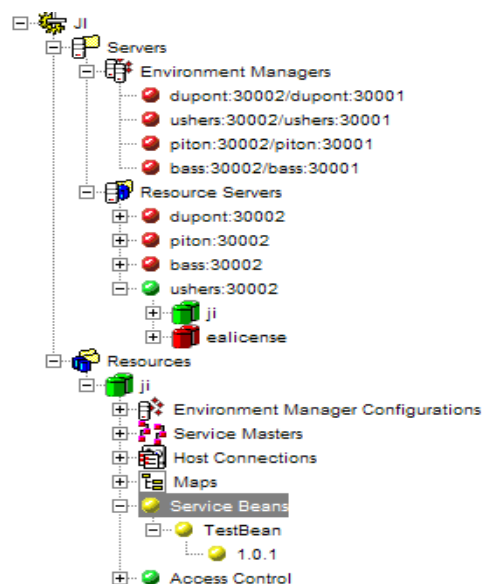 JI
Servers
Environment Managers
dupont:30002/dupont:30001
ushers:30002/ushers:30001
piton:30002/piton:30001
bass:30002/bass:30001
Resource Servers
dupont:30002
piton:30002
bass:30002
ushers:30002
ji
ealicense
Resources
ji
Environment Manager Configurations
Service Masters
Host Connections
Maps
Service Beans
TestBean
1.0.1
Access Control